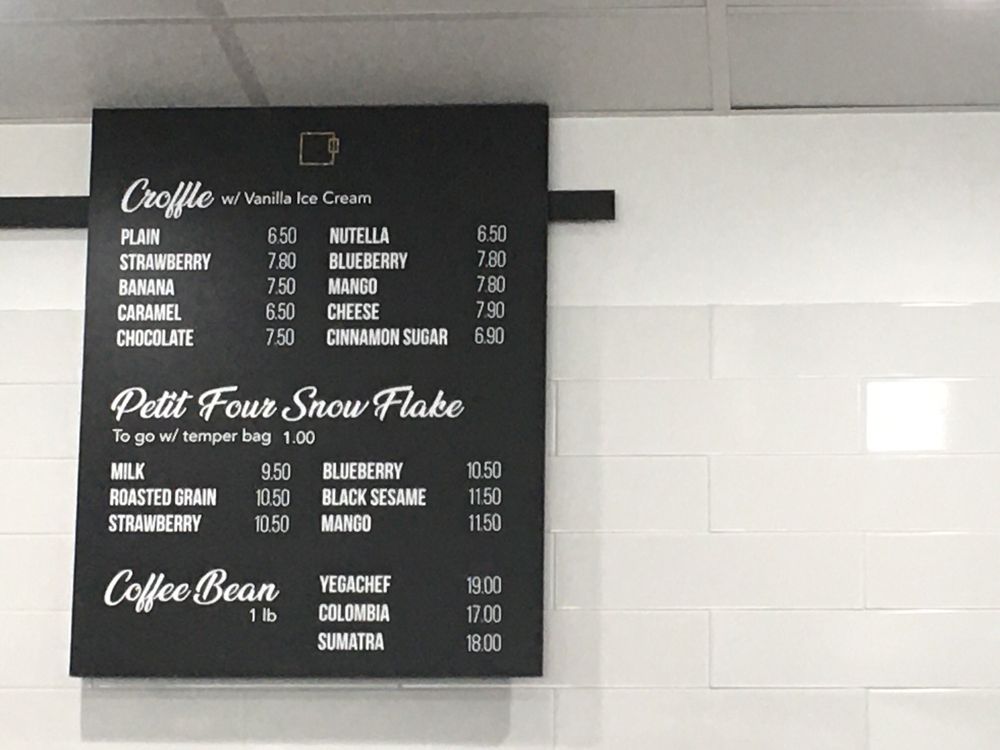 Croffle w/ Vanilla Ice Cream
PLAIN 6.50 NUTELLA 6.50
STRAWBERRY 7.80 BLUEBERRY 7.80
BANANA 7.50 MANGO 7.80
CARAMEL 6.50 CHEESE 7.90
CHOCOLATE 7.50 CINNAMON SUGAR 6.90
Petit Four Snow Flake
To go w/ temper bag 1.00
MILK 9.50 BLUEBERRY 10.50
ROASTED GRAIN 10.50 BLACK SESAME 11.50
STRAWBERRY 10.50 MANGO 11.50
Coffee Bean
1 lb
YEGACHEF 19.00
COLOMBIA 17.00
SUMATRA 18.00